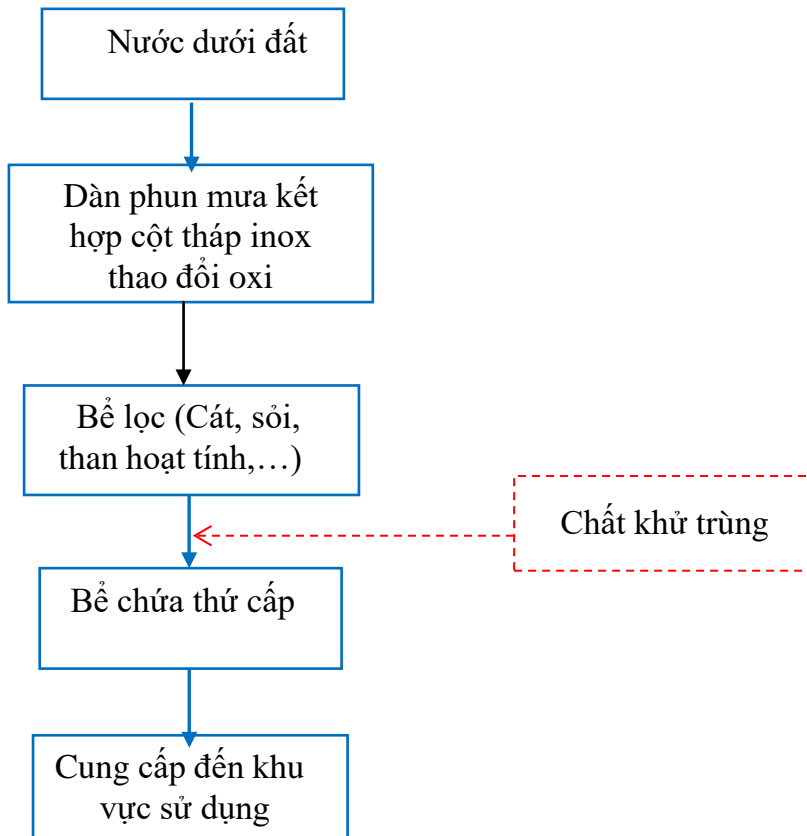 Nước dưới đất
Dàn phun mưa kết
hợp cột tháp inox
thao đổi oxi
Bể lọc (Cát, sỏi,
than hoạt tính,…)
Chất khử trùng
Bể chứa thứ cấp
Cung cấp đến khu
vực sử dụng